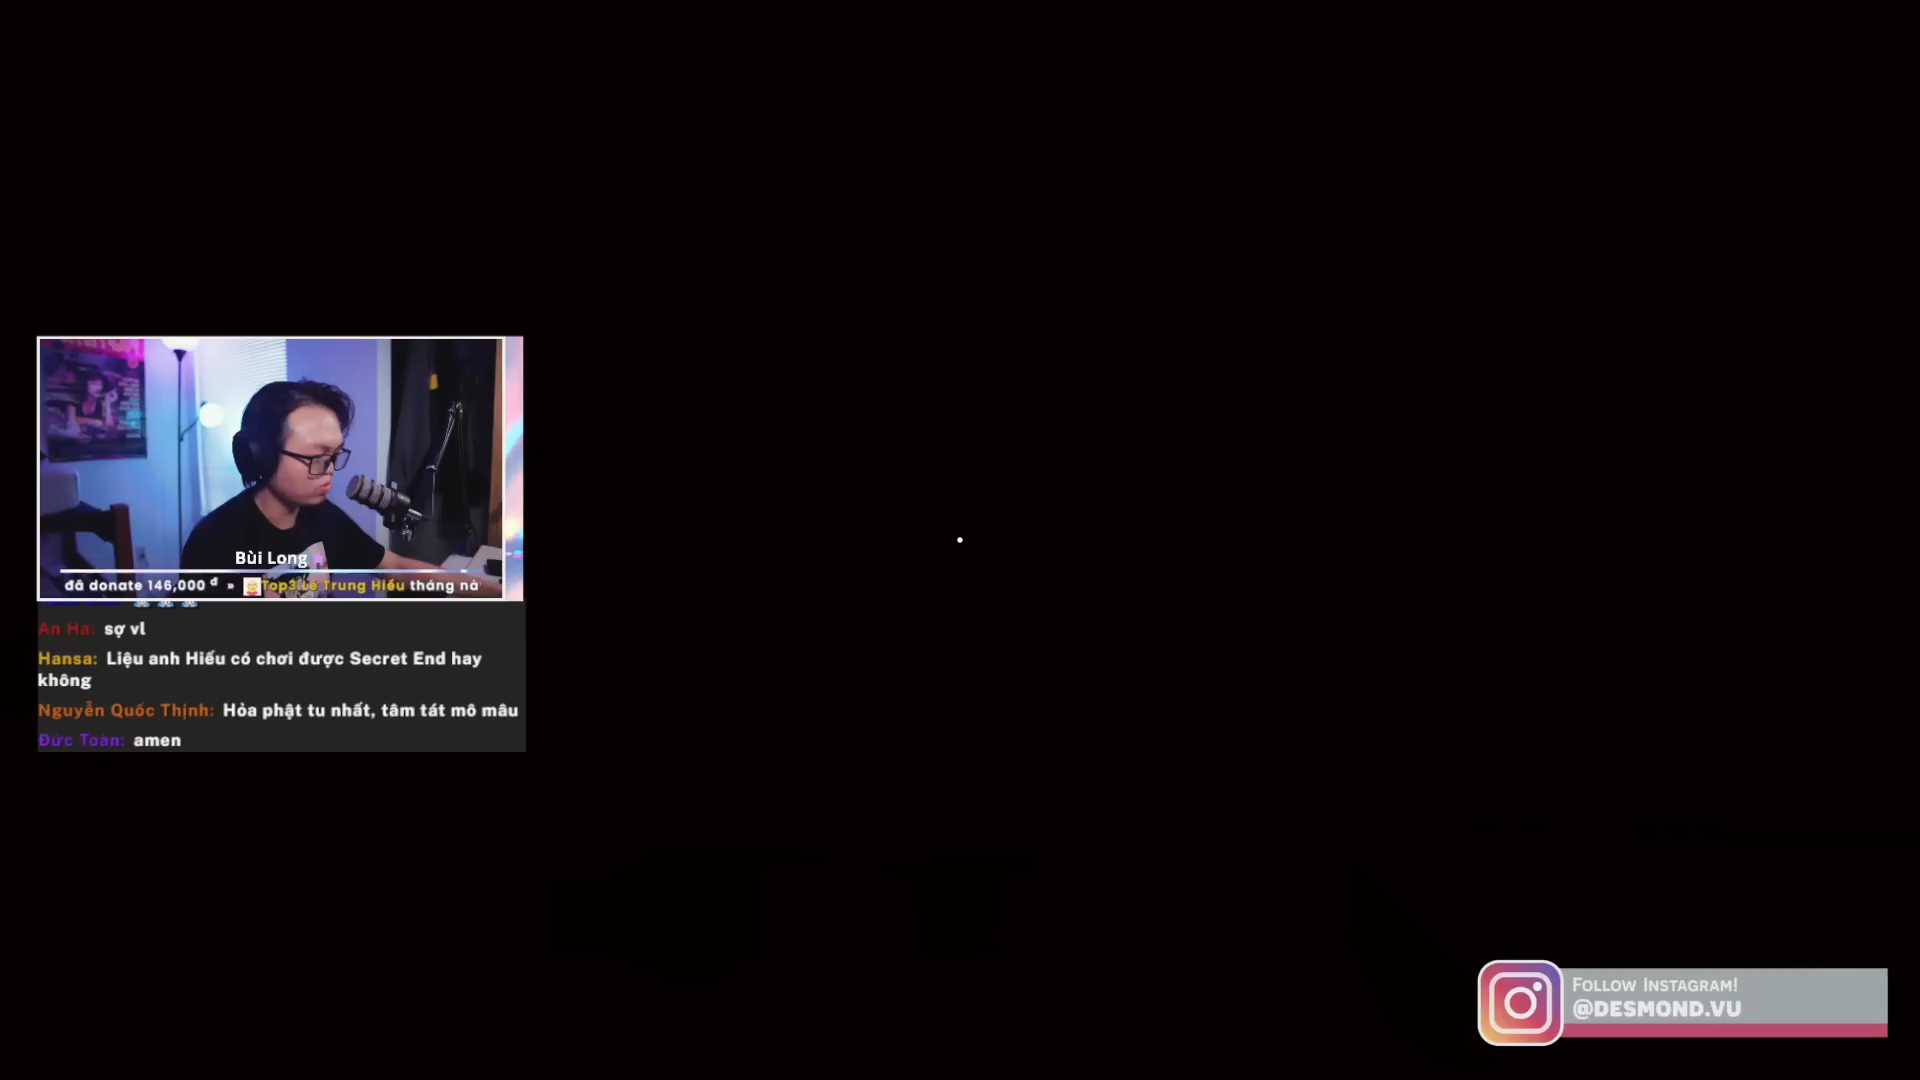 Bùi Long
đã donate 146,000 đ » Top3 Lê Trung Hiếu tháng nà
An Ha: sợ vl
Hansa: Liệu anh Hiếu có chơi được Secret End hay
không
Nguyễn Quốc Thịnh: Hỏa phật tu nhất, tâm tát mô mâu
Đức Toàn: amen
FOLLOW INSTAGRAM!
@DESMOND.VU